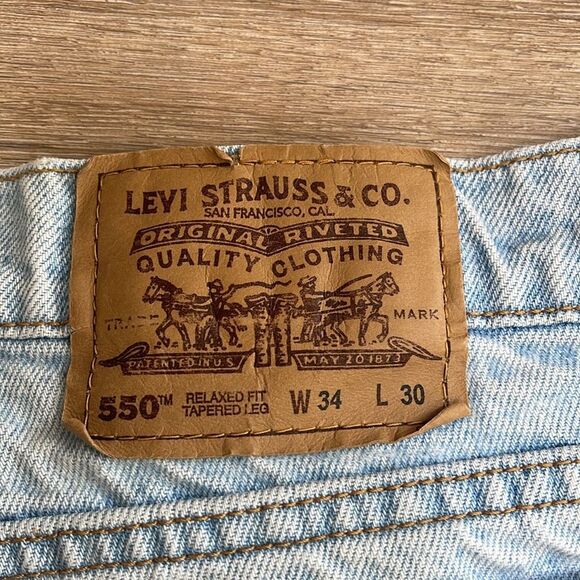 LEVI STRAUSS & CO.
SAN FRANCISCO, CAL.
ORIGINAL RIVETED
QUALITY CLOTHING
TRADE MARK
PATENTED IN U.S. MAY 20 1873
550™ RELAXED FIT TAPERED LEG W 34 L 30